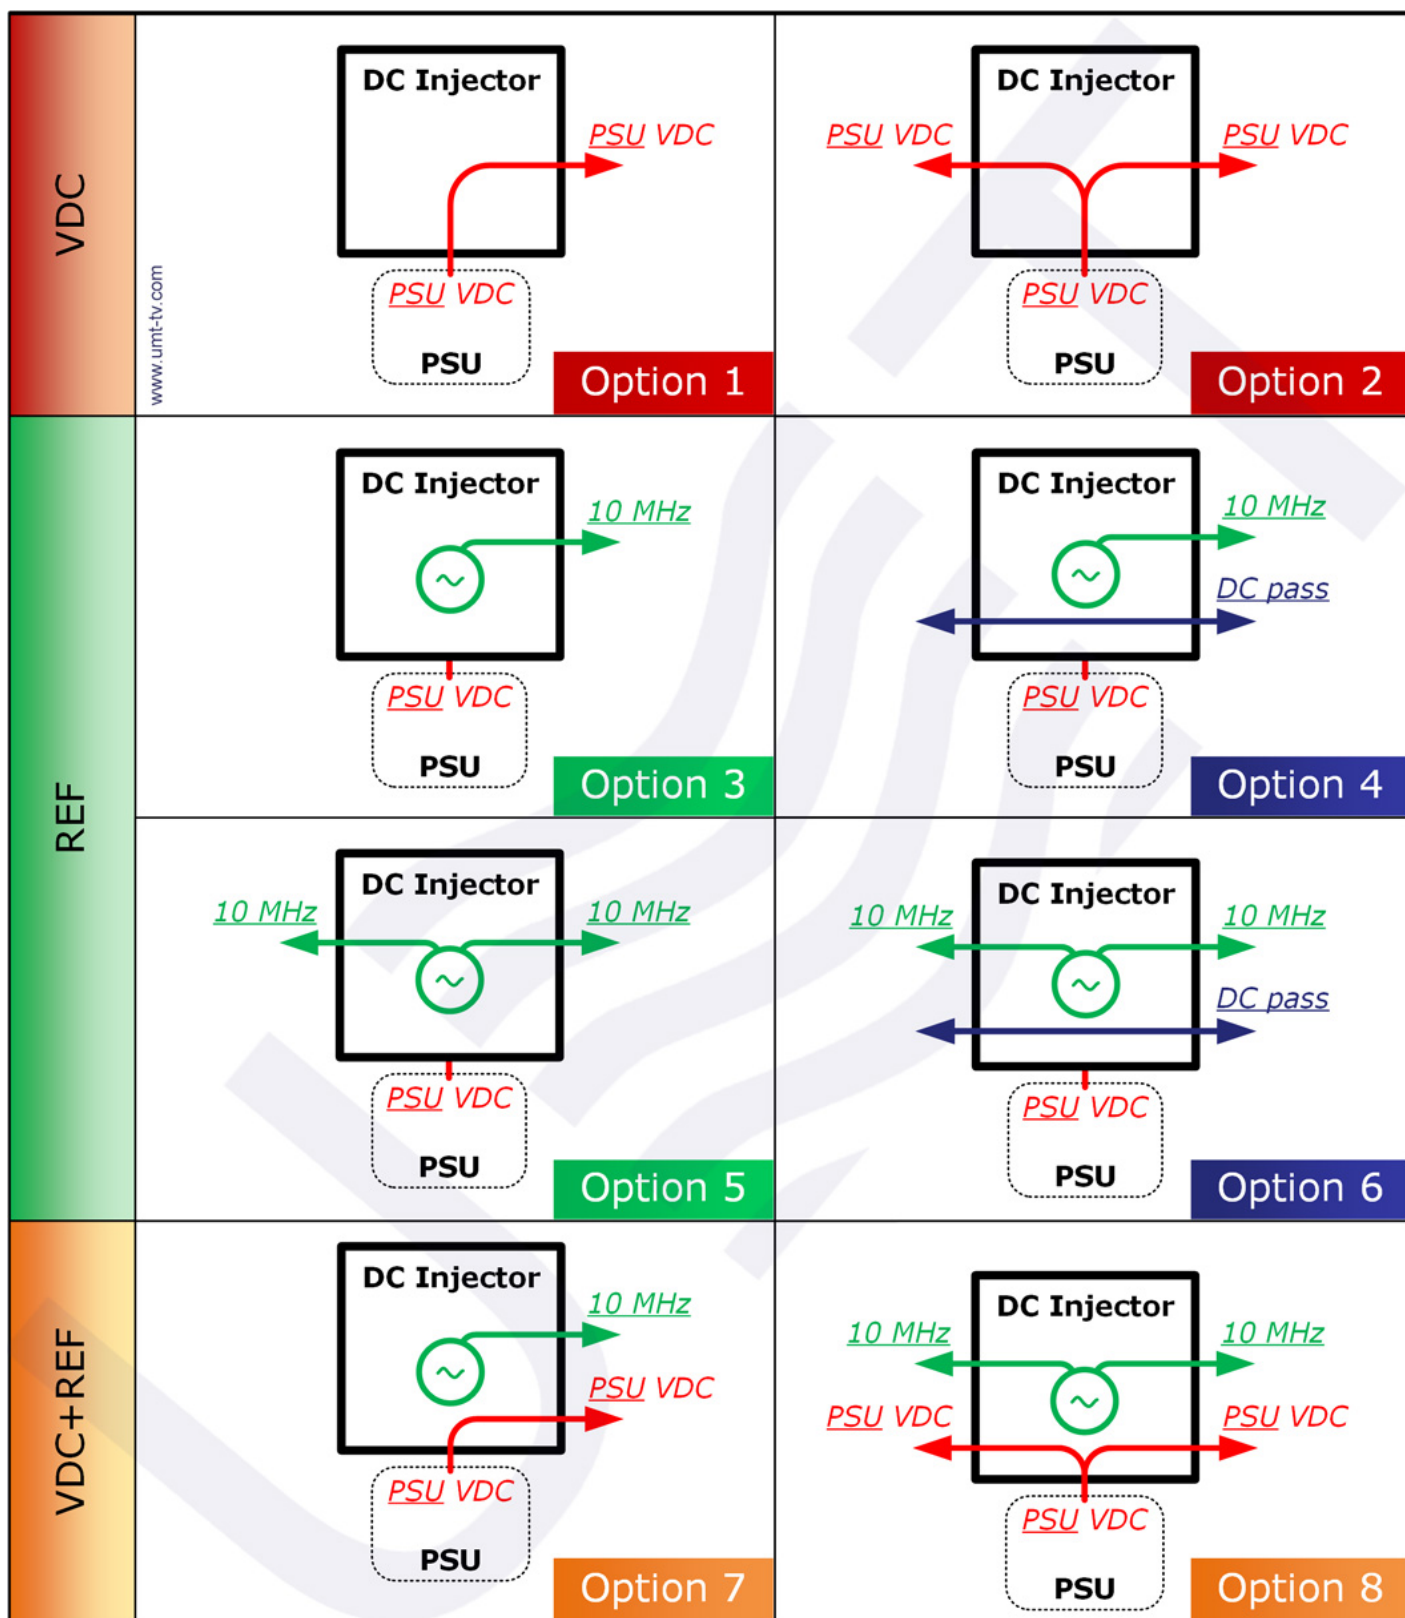 VDC
www.umt-tv.com
DC Injector
PSU VDC
PSU VDC
PSU
Option 1
DC Injector
PSU VDC
PSU VDC
PSU VDC
PSU
Option 2
REF
DC Injector
10 MHz
PSU VDC
PSU
Option 3
DC Injector
10 MHz
DC pass
PSU VDC
PSU
Option 4
DC Injector
10 MHz
10 MHz
PSU VDC
PSU
Option 5
DC Injector
10 MHz
10 MHz
DC pass
PSU VDC
PSU
Option 6
VDC+REF
DC Injector
10 MHz
PSU VDC
PSU VDC
PSU
Option 7
DC Injector
10 MHz
10 MHz
PSU VDC
PSU VDC
PSU VDC
PSU
Option 8